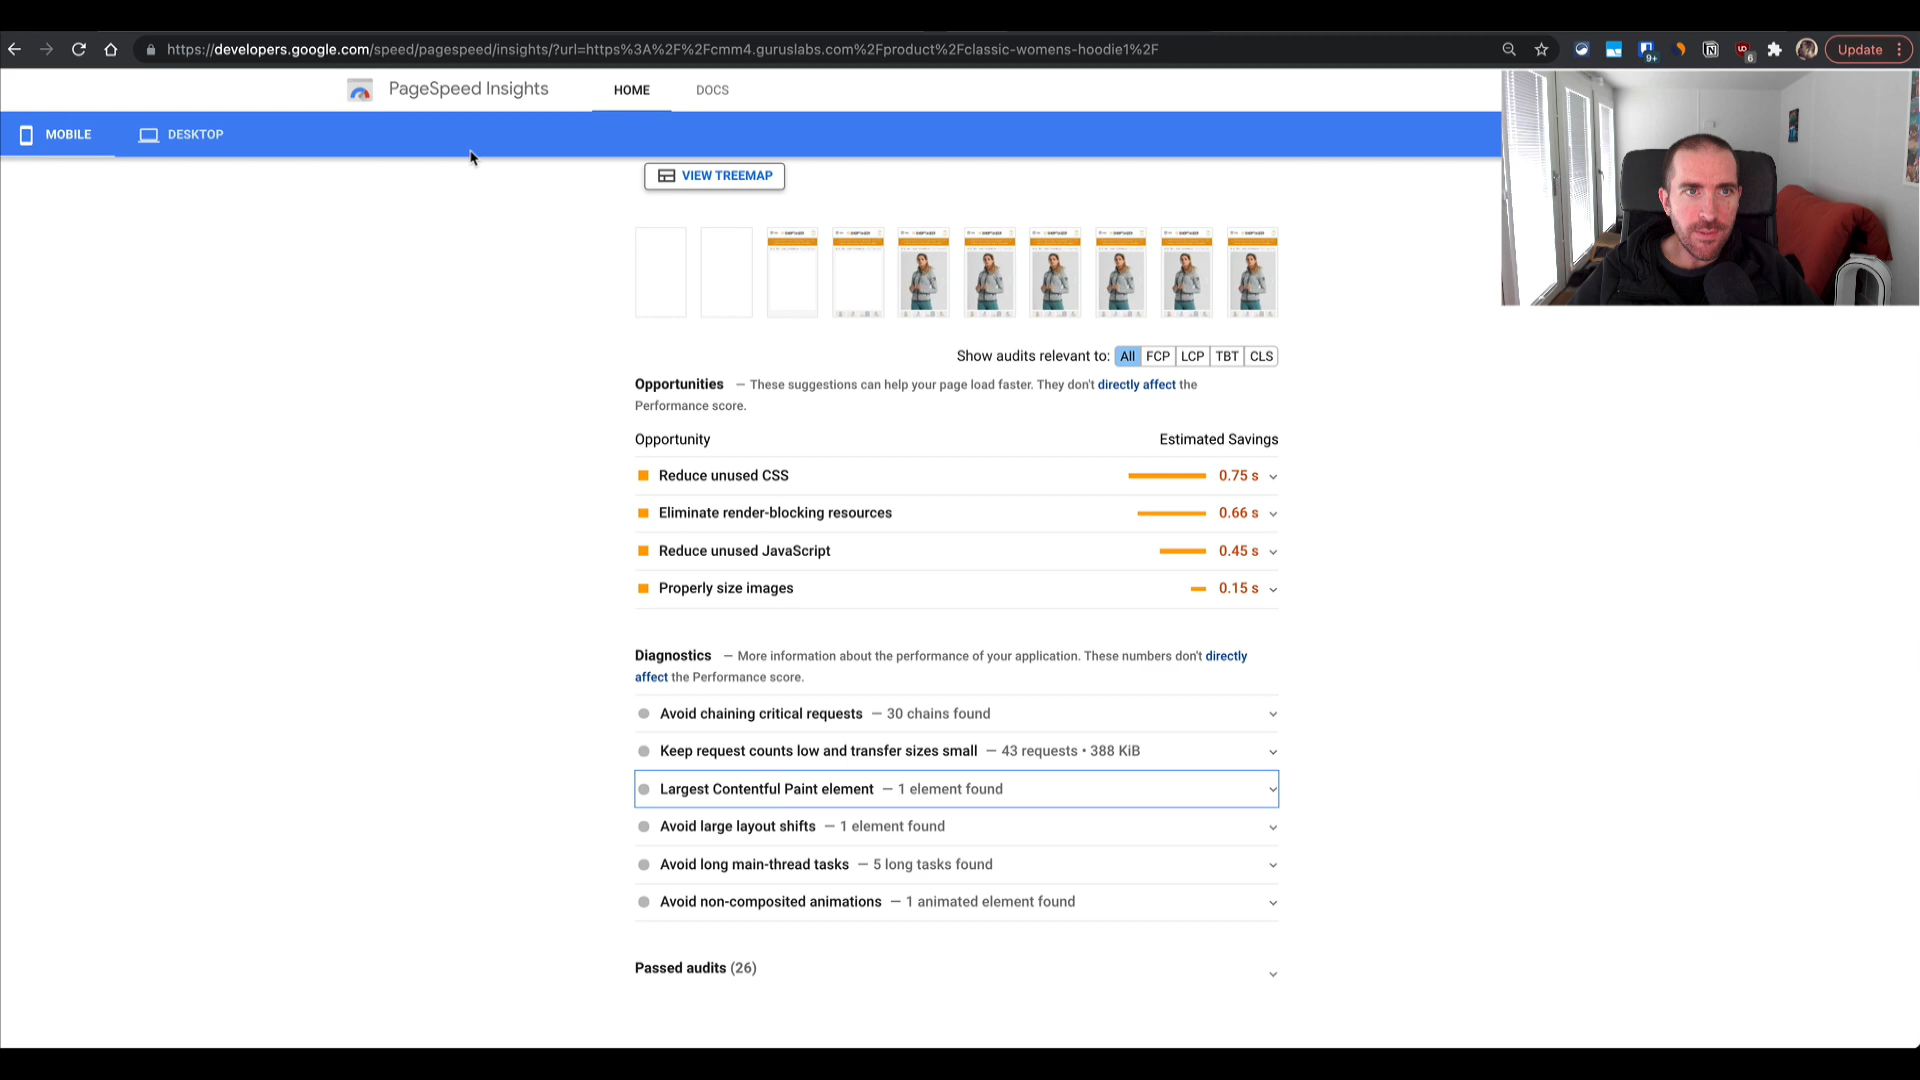 https://developers.google.com/speed/pagespeed/insights/?url=https%3A%2F%2Fcmm4.guruslabs.com%2Fproduct%2Fclassic-womens-hoodie1%2F
9+
6
Update
PageSpeed Insights
HOME
DOCS
MOBILE
DESKTOP
VIEW TREEMAP
Show audits relevant to: All FCP LCP TBT CLS
Opportunities — These suggestions can help your page load faster. They don't directly affect the
Performance score.
Opportunity Estimated Savings
Reduce unused CSS 0.75 s
Eliminate render-blocking resources 0.66 s
Reduce unused JavaScript 0.45 s
Properly size images 0.15 s
Diagnostics — More information about the performance of your application. These numbers don't directly
affect the Performance score.
Avoid chaining critical requests — 30 chains found
Keep request counts low and transfer sizes small — 43 requests • 388 KiB
Largest Contentful Paint element — 1 element found
Avoid large layout shifts — 1 element found
Avoid long main-thread tasks — 5 long tasks found
Avoid non-composited animations — 1 animated element found
Passed audits (26)